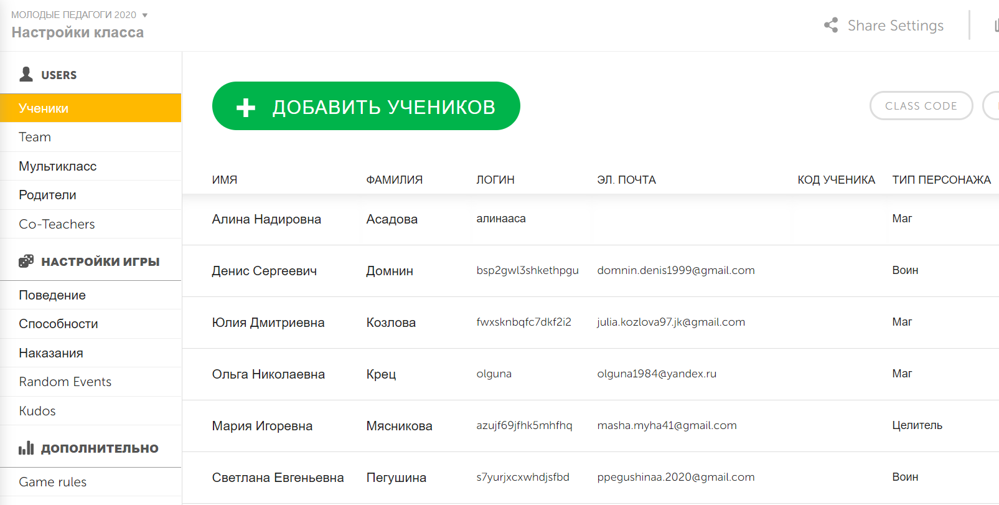 МОЛОДЫЕ ПЕДАГОГИ 2020
Настройки класса
Share Settings
USERS
Ученики
Team
Мультикласс
Родители
Co-Teachers
НАСТРОЙКИ ИГРЫ
Поведение
Способности
Наказания
Random Events
Kudos
ДОПОЛНИТЕЛЬНО
Game rules
ДОБАВИТЬ УЧЕНИКОВ
CLASS CODE
ИМЯ ФАМИЛИЯ ЛОГИН ЭЛ. ПОЧТА КОД УЧЕНИКА ТИП ПЕРСОНАЖА
Алина Надировна Асадова алинааса Маг
Денис Сергеевич Домнин bsp2gwl3shkethpgu domnin.denis1999@gmail.com Воин
Юлия Дмитриевна Козлова fwxsknbqfc7dkf2i2 julia.kozlova97.jk@gmail.com Маг
Ольга Николаевна Крец olguna olguna1984@yandex.ru Маг
Мария Игоревна Мясникова azujf69jfhk5mhfhq masha.myha41@gmail.com Целитель
Светлана Евгеньевна Пегушина s7yurjxcxwhdjsfbd ppegushinaa.2020@gmail.com Воин